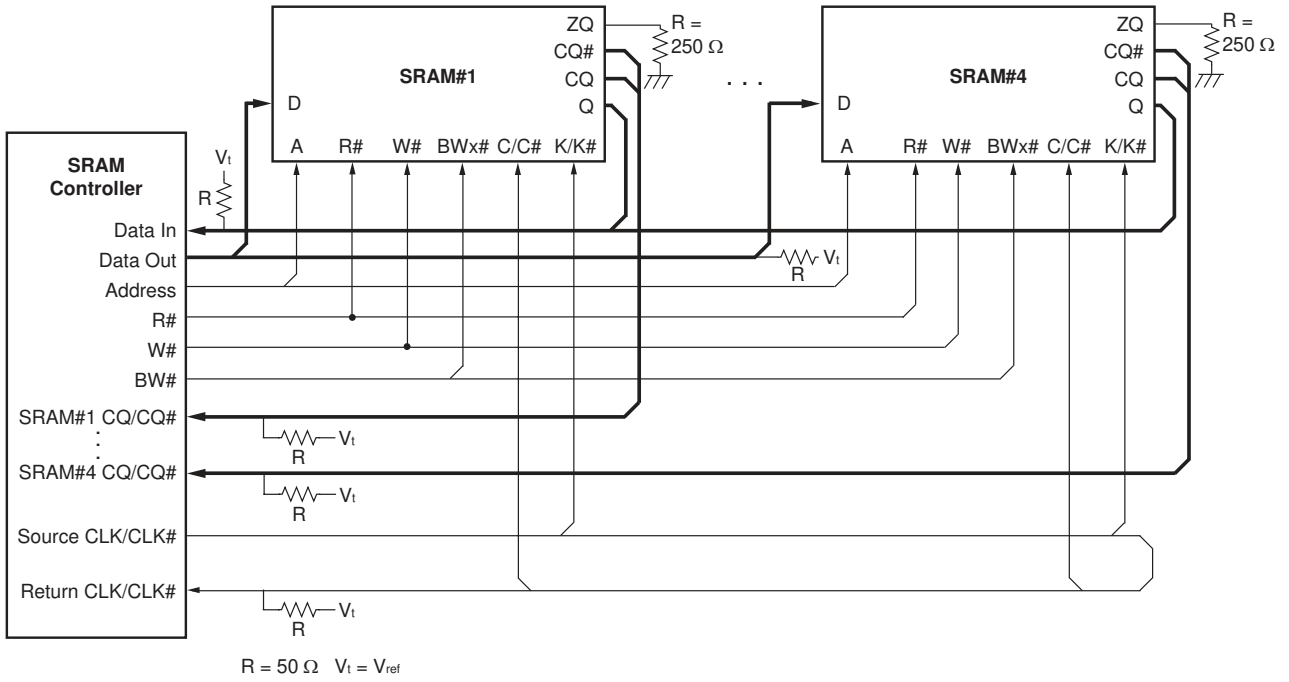 ZQ
CQ#
CQ
Q
SRAM#1
D
A R# W# BWx# C/C# K/K#
R =
250 Ω
. . .
ZQ
CQ#
CQ
Q
SRAM#4
D
A R# W# BWx# C/C# K/K#
R =
250 Ω
SRAM
Controller
Vt
R
Data In
Data Out
R Vt
Address
R#
W#
BW#
SRAM#1 CQ/CQ#
R Vt
SRAM#4 CQ/CQ#
R Vt
Source CLK/CLK#
Return CLK/CLK#
R Vt
R = 50 Ω Vt = Vref